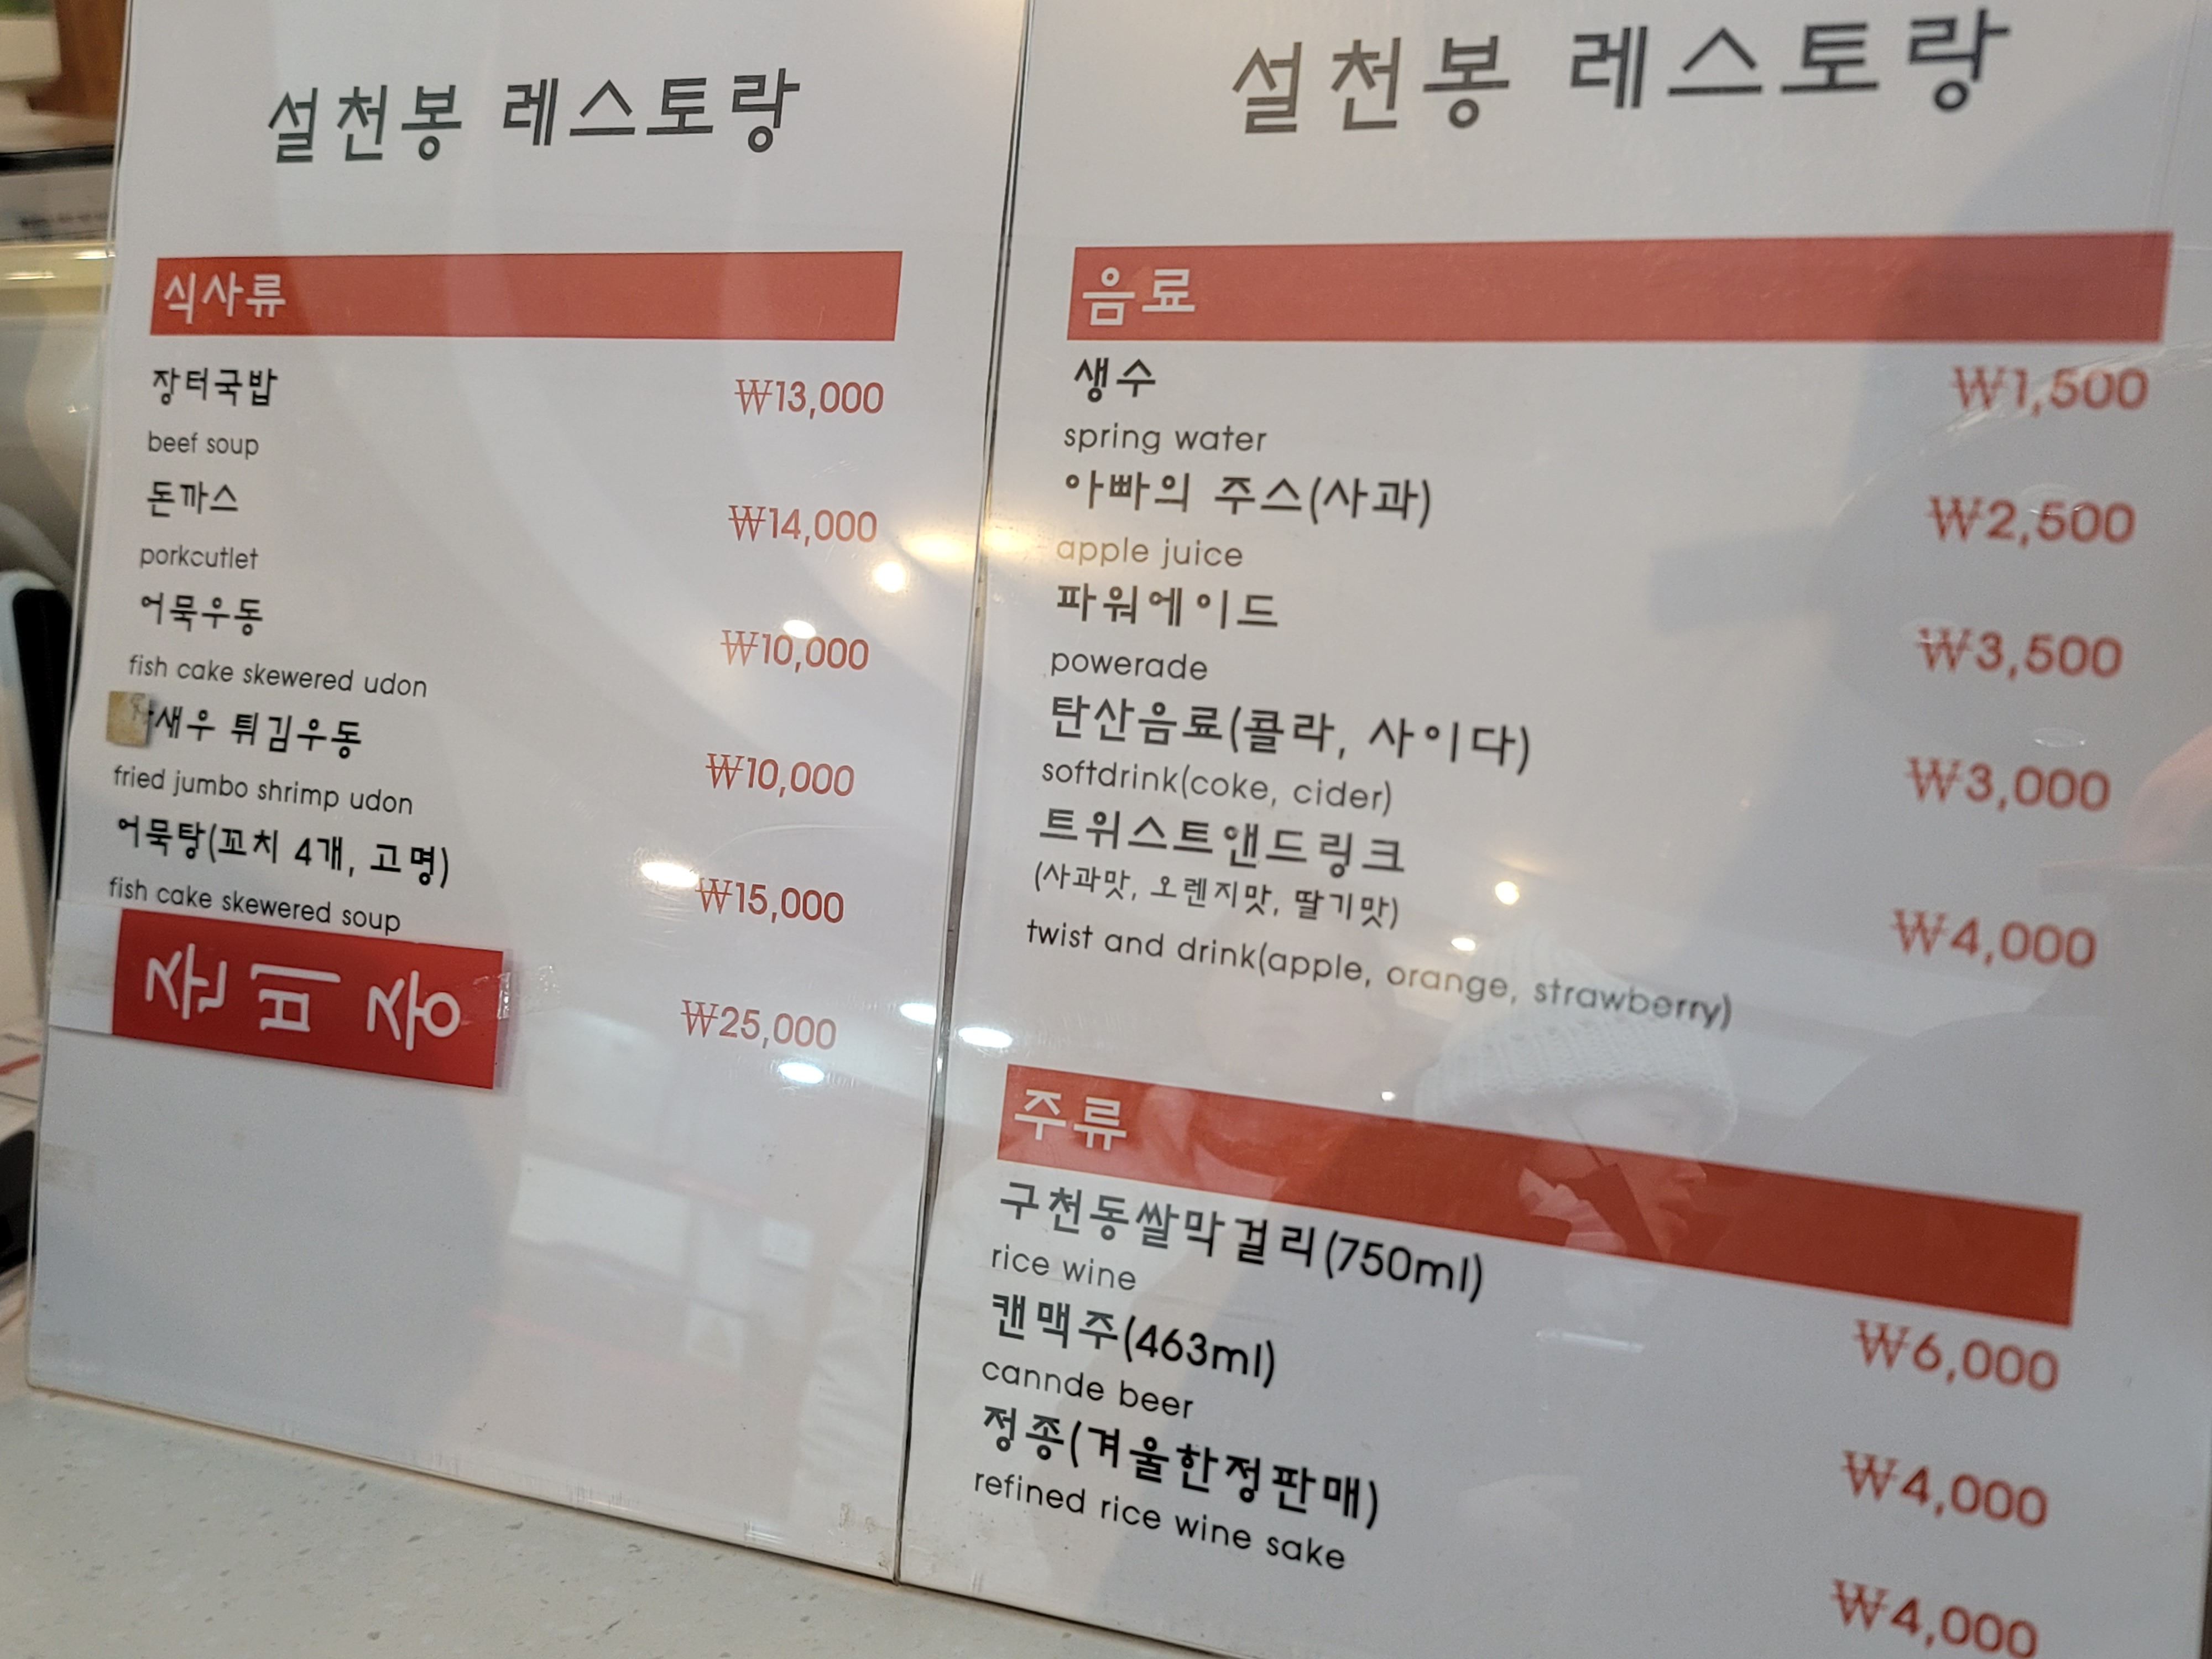 설천봉 레스토랑
식사류
장터국밥 ₩13,000
beef soup
돈까스 ₩14,000
porkcutlet
어묵우동 ₩10,000
fish cake skewered udon
새우 튀김우동 ₩10,000
fried jumbo shrimp udon
어묵탕(꼬치 4개, 고명) ₩15,000
fish cake skewered soup
준비중 ₩25,000
설천봉 레스토랑
음료
생수 ₩1,500
spring water
아빠의 주스(사과) ₩2,500
apple juice
파워에이드 ₩3,500
powerade
탄산음료(콜라, 사이다) ₩3,000
softdrink(coke, cider)
트위스트앤드링크 ₩4,000
(사과맛, 오렌지맛, 딸기맛)
twist and drink(apple, orange, strawberry)
주류
구천동쌀막걸리(750ml) ₩6,000
rice wine
캔맥주(463ml) ₩4,000
cannde beer
정종(겨울한정판매) ₩4,000
refined rice wine sake